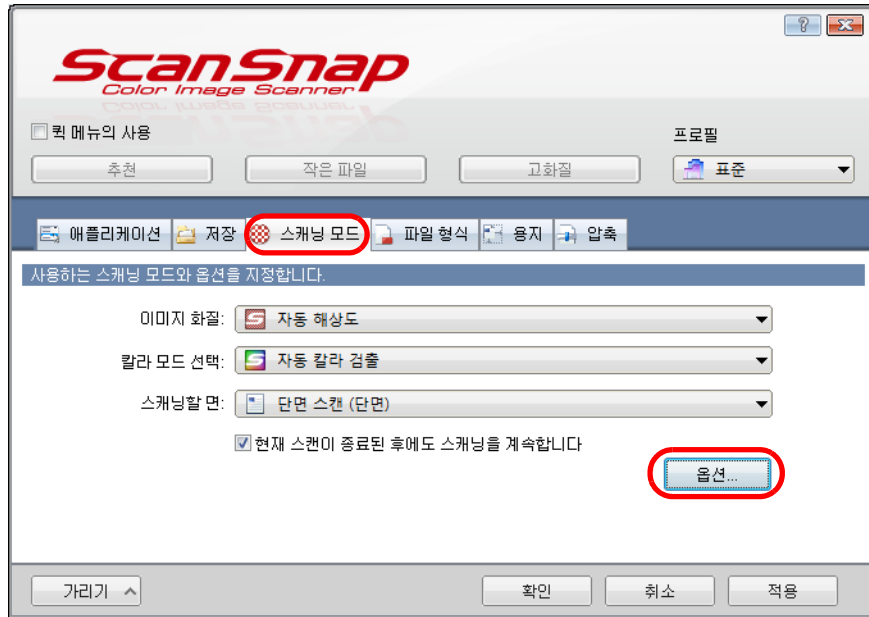 ScanSnap
Color Image Scanner
퀵 메뉴의 사용
프로필
추천
작은 파일
고화질
표준
애플리케이션
저장
스캐닝 모드
파일 형식
용지
압축
사용하는 스캐닝 모드와 옵션을 지정합니다.
이미지 화질:
자동 해상도
칼라 모드 선택:
자동 칼라 검출
스캐닝할 면:
단면 스캔 (단면)
현재 스캔이 종료된 후에도 스캐닝을 계속합니다
옵션...
가리기
확인
취소
적용